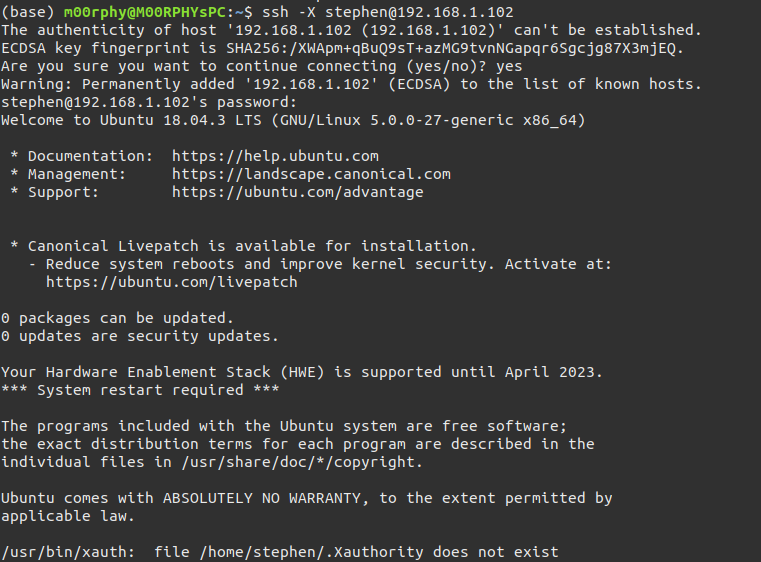 (base) m00rphy@M00RPHYsPC:~$ ssh -X stephen@192.168.1.102
The authenticity of host '192.168.1.102 (192.168.1.102)' can't be established.
ECDSA key fingerprint is SHA256:/XWApm+qBuQ9sT+azMG9tvnNGapqr6Sgcjg87X3mjEQ.
Are you sure you want to continue connecting (yes/no)? yes
Warning: Permanently added '192.168.1.102' (ECDSA) to the list of known hosts.
stephen@192.168.1.102's password:
Welcome to Ubuntu 18.04.3 LTS (GNU/Linux 5.0.0-27-generic x86_64)

 * Documentation:  https://help.ubuntu.com
 * Management:     https://landscape.canonical.com
 * Support:        https://ubuntu.com/advantage


 * Canonical Livepatch is available for installation.
   - Reduce system reboots and improve kernel security. Activate at:
     https://ubuntu.com/livepatch

0 packages can be updated.
0 updates are security updates.

Your Hardware Enablement Stack (HWE) is supported until April 2023.
*** System restart required ***

The programs included with the Ubuntu system are free software;
the exact distribution terms for each program are described in the
individual files in /usr/share/doc/*/copyright.

Ubuntu comes with ABSOLUTELY NO WARRANTY, to the extent permitted by
applicable law.

/usr/bin/xauth:  file /home/stephen/.Xauthority does not exist